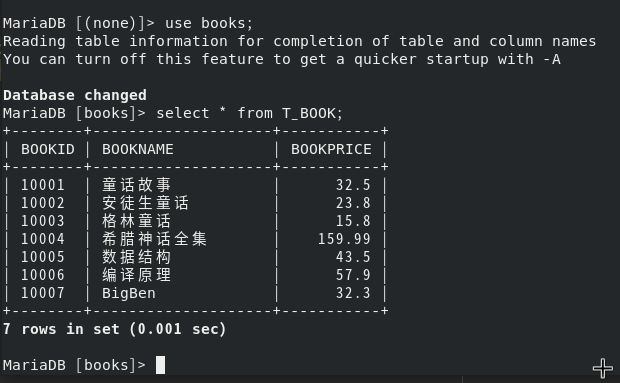 MariaDB [(none)]> use books;
Reading table information for completion of table and column names
You can turn off this feature to get a quicker startup with -A
Database changed
MariaDB [books]> select * from T_BOOK;
+--------+--------------------+-----------+
| BOOKID | BOOKNAME           | BOOKPRICE |
+--------+--------------------+-----------+
| 10001  | 童话故事           |      32.5 |
| 10002  | 安徒生童话         |      23.8 |
| 10003  | 格林童话           |      15.8 |
| 10004  | 希腊神话全集       |    159.99 |
| 10005  | 数据结构           |      43.5 |
| 10006  | 编译原理           |      57.9 |
| 10007  | BigBen             |      32.3 |
+--------+--------------------+-----------+
7 rows in set (0.001 sec)
MariaDB [books]>